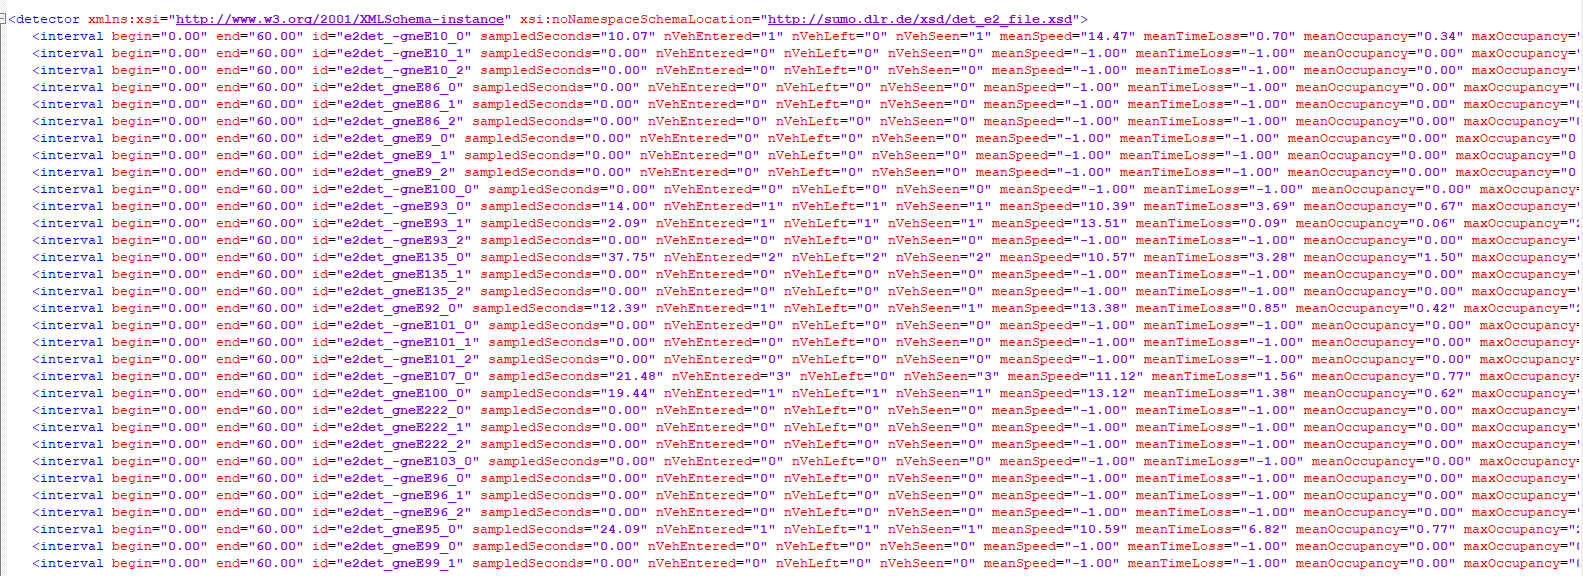 <detector xmlns:xsi="http://www.w3.org/2001/XMLSchema-instance" xsi:noNamespaceSchemaLocation="http://sumo.dlr.de/xsd/det_e2_file.xsd">
<interval begin="0.00" end="60.00" id="e2det_-gneE10_0" sampledSeconds="10.07" nVehEntered="1" nVehLeft="0" nVehSeen="1" meanSpeed="14.47" meanTimeLoss="0.70" meanOccupancy="0.34" maxOccupancy="
<interval begin="0.00" end="60.00" id="e2det_-gneE10_1" sampledSeconds="0.00" nVehEntered="0" nVehLeft="0" nVehSeen="0" meanSpeed="-1.00" meanTimeLoss="-1.00" meanOccupancy="0.00" maxOccupancy="
<interval begin="0.00" end="60.00" id="e2det_-gneE10_2" sampledSeconds="0.00" nVehEntered="0" nVehLeft="0" nVehSeen="0" meanSpeed="-1.00" meanTimeLoss="-1.00" meanOccupancy="0.00" maxOccupancy="
<interval begin="0.00" end="60.00" id="e2det_gneE86_0" sampledSeconds="0.00" nVehEntered="0" nVehLeft="0" nVehSeen="0" meanSpeed="-1.00" meanTimeLoss="-1.00" meanOccupancy="0.00" maxOccupancy="
<interval begin="0.00" end="60.00" id="e2det_gneE86_1" sampledSeconds="0.00" nVehEntered="0" nVehLeft="0" nVehSeen="0" meanSpeed="-1.00" meanTimeLoss="-1.00" meanOccupancy="0.00" maxOccupancy="
<interval begin="0.00" end="60.00" id="e2det_gneE86_2" sampledSeconds="0.00" nVehEntered="0" nVehLeft="0" nVehSeen="0" meanSpeed="-1.00" meanTimeLoss="-1.00" meanOccupancy="0.00" maxOccupancy="
<interval begin="0.00" end="60.00" id="e2det_gneE9_0" sampledSeconds="0.00" nVehEntered="0" nVehLeft="0" nVehSeen="0" meanSpeed="-1.00" meanTimeLoss="-1.00" meanOccupancy="0.00" maxOccupancy="0
<interval begin="0.00" end="60.00" id="e2det_gneE9_1" sampledSeconds="0.00" nVehEntered="0" nVehLeft="0" nVehSeen="0" meanSpeed="-1.00" meanTimeLoss="-1.00" meanOccupancy="0.00" maxOccupancy="0
<interval begin="0.00" end="60.00" id="e2det_gneE9_2" sampledSeconds="0.00" nVehEntered="0" nVehLeft="0" nVehSeen="0" meanSpeed="-1.00" meanTimeLoss="-1.00" meanOccupancy="0.00" maxOccupancy="0
<interval begin="0.00" end="60.00" id="e2det_-gneE100_0" sampledSeconds="0.00" nVehEntered="0" nVehLeft="0" nVehSeen="0" meanSpeed="-1.00" meanTimeLoss="-1.00" meanOccupancy="0.00" maxOccupancy=
<interval begin="0.00" end="60.00" id="e2det_-gneE93_0" sampledSeconds="14.00" nVehEntered="1" nVehLeft="1" nVehSeen="1" meanSpeed="10.39" meanTimeLoss="3.69" meanOccupancy="0.67" maxOccupancy="
<interval begin="0.00" end="60.00" id="e2det_-gneE93_1" sampledSeconds="2.09" nVehEntered="1" nVehLeft="1" nVehSeen="1" meanSpeed="13.51" meanTimeLoss="0.09" meanOccupancy="0.06" maxOccupancy="
<interval begin="0.00" end="60.00" id="e2det_-gneE93_2" sampledSeconds="0.00" nVehEntered="0" nVehLeft="0" nVehSeen="0" meanSpeed="-1.00" meanTimeLoss="-1.00" meanOccupancy="0.00" maxOccupancy="
<interval begin="0.00" end="60.00" id="e2det_gneE135_0" sampledSeconds="37.75" nVehEntered="2" nVehLeft="2" nVehSeen="2" meanSpeed="10.57" meanTimeLoss="3.28" meanOccupancy="1.50" maxOccupancy="
<interval begin="0.00" end="60.00" id="e2det_gneE135_1" sampledSeconds="0.00" nVehEntered="0" nVehLeft="0" nVehSeen="0" meanSpeed="-1.00" meanTimeLoss="-1.00" meanOccupancy="0.00" maxOccupancy="
<interval begin="0.00" end="60.00" id="e2det_gneE135_2" sampledSeconds="0.00" nVehEntered="0" nVehLeft="0" nVehSeen="0" meanSpeed="-1.00" meanTimeLoss="-1.00" meanOccupancy="0.00" maxOccupancy="
<interval begin="0.00" end="60.00" id="e2det_gneE92_0" sampledSeconds="12.39" nVehEntered="1" nVehLeft="0" nVehSeen="1" meanSpeed="13.38" meanTimeLoss="0.85" meanOccupancy="0.42" maxOccupancy="
<interval begin="0.00" end="60.00" id="e2det_-gneE101_0" sampledSeconds="0.00" nVehEntered="0" nVehLeft="0" nVehSeen="0" meanSpeed="-1.00" meanTimeLoss="-1.00" meanOccupancy="0.00" maxOccupancy=
<interval begin="0.00" end="60.00" id="e2det_-gneE101_1" sampledSeconds="0.00" nVehEntered="0" nVehLeft="0" nVehSeen="0" meanSpeed="-1.00" meanTimeLoss="-1.00" meanOccupancy="0.00" maxOccupancy=
<interval begin="0.00" end="60.00" id="e2det_-gneE101_2" sampledSeconds="0.00" nVehEntered="0" nVehLeft="0" nVehSeen="0" meanSpeed="-1.00" meanTimeLoss="-1.00" meanOccupancy="0.00" maxOccupancy=
<interval begin="0.00" end="60.00" id="e2det_-gneE107_0" sampledSeconds="21.48" nVehEntered="3" nVehLeft="0" nVehSeen="3" meanSpeed="11.12" meanTimeLoss="1.56" meanOccupancy="0.77" maxOccupancy=
<interval begin="0.00" end="60.00" id="e2det_gneE100_0" sampledSeconds="19.44" nVehEntered="1" nVehLeft="1" nVehSeen="1" meanSpeed="13.12" meanTimeLoss="1.38" meanOccupancy="0.62" maxOccupancy="
<interval begin="0.00" end="60.00" id="e2det_gneE222_0" sampledSeconds="0.00" nVehEntered="0" nVehLeft="0" nVehSeen="0" meanSpeed="-1.00" meanTimeLoss="-1.00" meanOccupancy="0.00" maxOccupancy="
<interval begin="0.00" end="60.00" id="e2det_gneE222_1" sampledSeconds="0.00" nVehEntered="0" nVehLeft="0" nVehSeen="0" meanSpeed="-1.00" meanTimeLoss="-1.00" meanOccupancy="0.00" maxOccupancy="
<interval begin="0.00" end="60.00" id="e2det_gneE222_2" sampledSeconds="0.00" nVehEntered="0" nVehLeft="0" nVehSeen="0" meanSpeed="-1.00" meanTimeLoss="-1.00" meanOccupancy="0.00" maxOccupancy="
<interval begin="0.00" end="60.00" id="e2det_-gneE103_0" sampledSeconds="0.00" nVehEntered="0" nVehLeft="0" nVehSeen="0" meanSpeed="-1.00" meanTimeLoss="-1.00" meanOccupancy="0.00" maxOccupancy=
<interval begin="0.00" end="60.00" id="e2det_-gneE96_0" sampledSeconds="0.00" nVehEntered="0" nVehLeft="0" nVehSeen="0" meanSpeed="-1.00" meanTimeLoss="-1.00" meanOccupancy="0.00" maxOccupancy="
<interval begin="0.00" end="60.00" id="e2det_-gneE96_1" sampledSeconds="0.00" nVehEntered="0" nVehLeft="0" nVehSeen="0" meanSpeed="-1.00" meanTimeLoss="-1.00" meanOccupancy="0.00" maxOccupancy="
<interval begin="0.00" end="60.00" id="e2det_-gneE96_2" sampledSeconds="0.00" nVehEntered="0" nVehLeft="0" nVehSeen="0" meanSpeed="-1.00" meanTimeLoss="-1.00" meanOccupancy="0.00" maxOccupancy="
<interval begin="0.00" end="60.00" id="e2det_gneE95_0" sampledSeconds="24.09" nVehEntered="1" nVehLeft="1" nVehSeen="1" meanSpeed="10.59" meanTimeLoss="6.82" meanOccupancy="0.77" maxOccupancy="
<interval begin="0.00" end="60.00" id="e2det_gneE99_0" sampledSeconds="0.00" nVehEntered="0" nVehLeft="0" nVehSeen="0" meanSpeed="-1.00" meanTimeLoss="-1.00" meanOccupancy="0.00" maxOccupancy="
<interval begin="0.00" end="60.00" id="e2det_gneE99_1" sampledSeconds="0.00" nVehEntered="0" nVehLeft="0" nVehSeen="0" meanSpeed="-1.00" meanTimeLoss="-1.00" meanOccupancy="0.00" maxOccupancy="